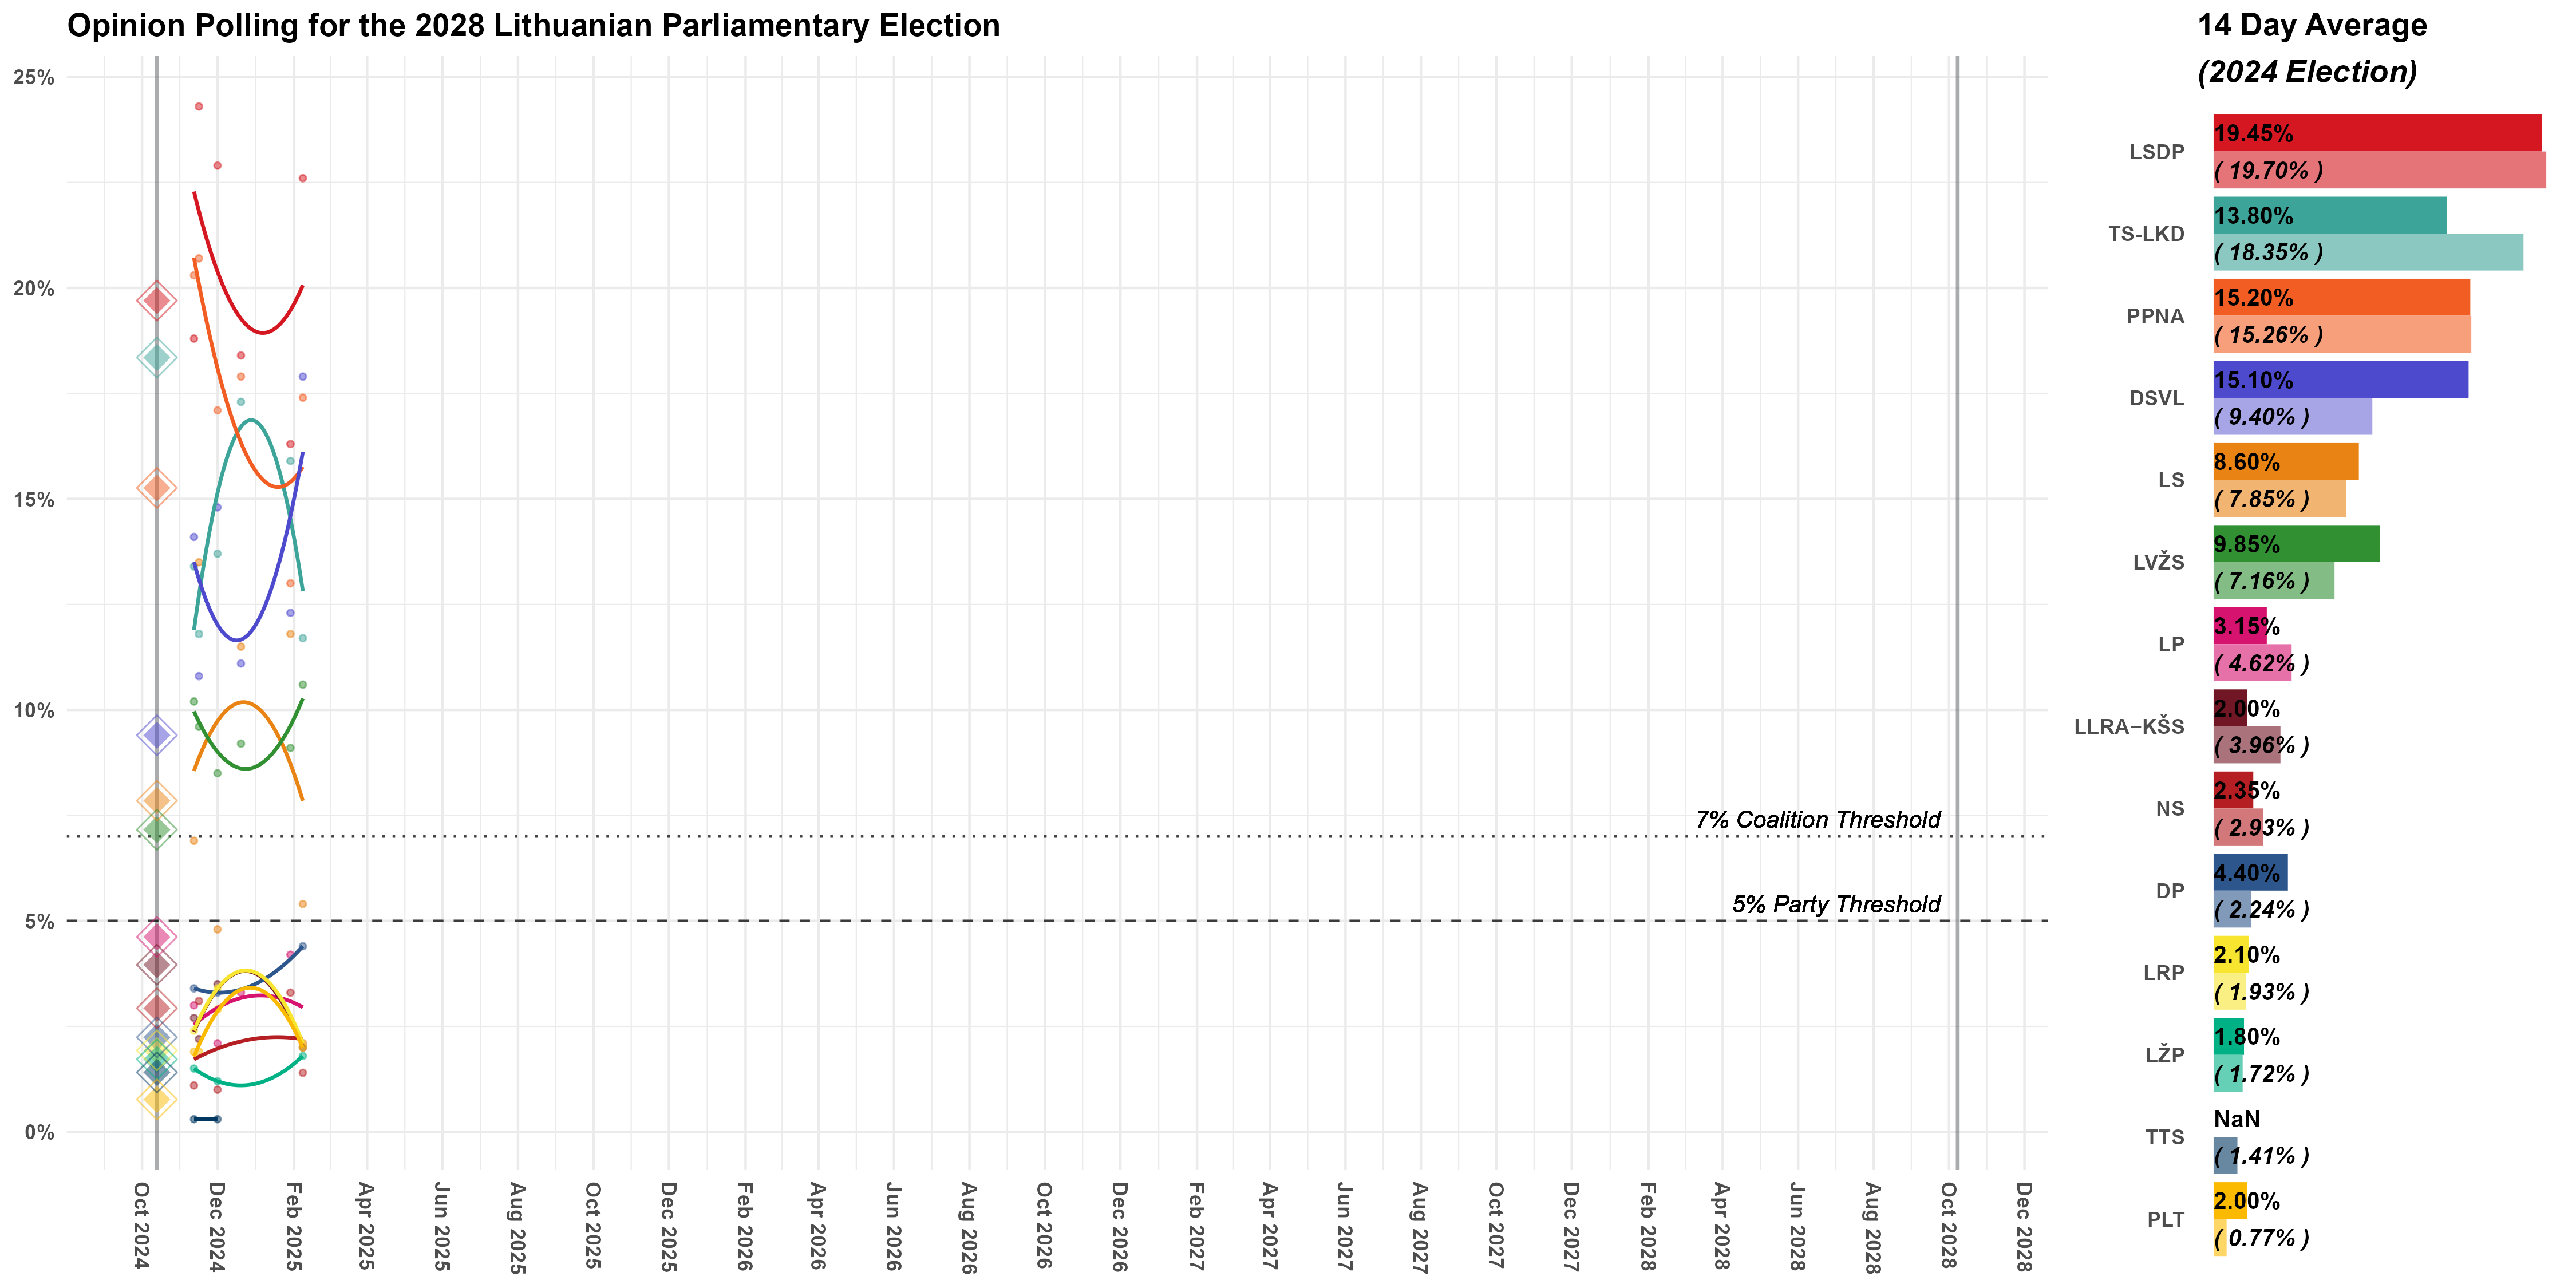 Opinion Polling for the 2028 Lithuanian Parliamentary Election
25%
20%
15%
10%
5%
0%
7% Coalition Threshold
5% Party Threshold
Oct 2024
Dec 2024
Feb 2025
Apr 2025
Jun 2025
Aug 2025
Oct 2025
Dec 2025
Feb 2026
Apr 2026
Jun 2026
Aug 2026
Oct 2026
Dec 2026
Feb 2027
Apr 2027
Jun 2027
Aug 2027
Oct 2027
Dec 2027
Feb 2028
Apr 2028
Jun 2028
Aug 2028
Oct 2028
Dec 2028
14 Day Average
(2024 Election)
LSDP
19.45%
( 19.70% )
TS-LKD
13.80%
( 18.35% )
PPNA
15.20%
( 15.26% )
DSVL
15.10%
( 9.40% )
LS
8.60%
( 7.85% )
LVŽS
9.85%
( 7.16% )
LP
3.15%
( 4.62% )
LLRA–KŠS
2.00%
( 3.96% )
NS
2.35%
( 2.93% )
DP
4.40%
( 2.24% )
LRP
2.10%
( 1.93% )
LŽP
1.80%
( 1.72% )
TTS
NaN
( 1.41% )
PLT
2.00%
( 0.77% )